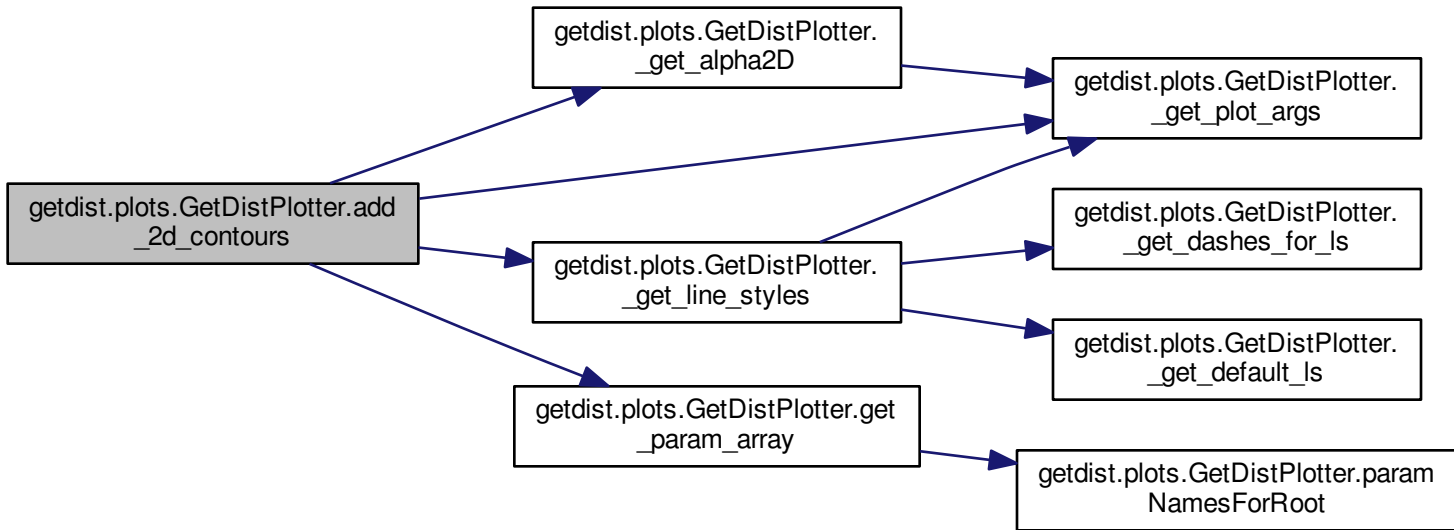 getdist.plots.GetDistPlotter.add
_2d_contours
getdist.plots.GetDistPlotter.
_get_alpha2D
getdist.plots.GetDistPlotter.
_get_line_styles
getdist.plots.GetDistPlotter.get
_param_array
getdist.plots.GetDistPlotter.
_get_plot_args
getdist.plots.GetDistPlotter.
_get_dashes_for_ls
getdist.plots.GetDistPlotter.
_get_default_ls
getdist.plots.GetDistPlotter.param
NamesForRoot